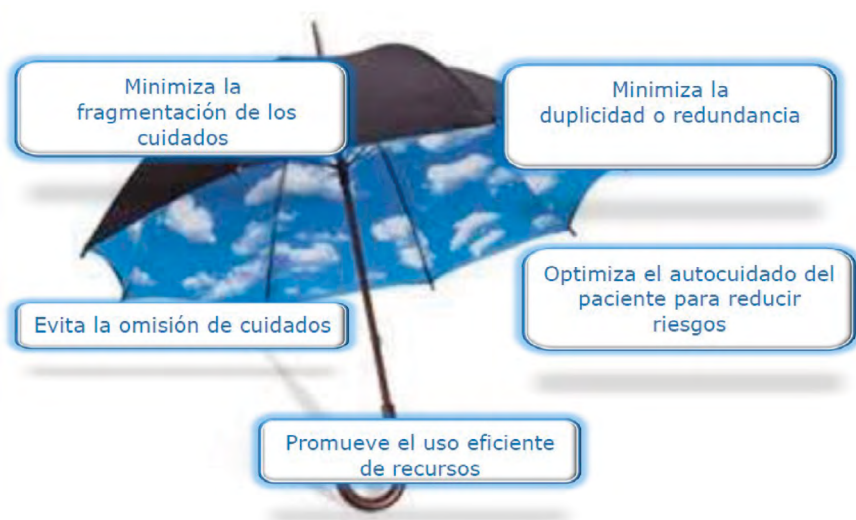 Minimiza la
fragmentación de los
cuidados
Minimiza la
duplicidad o redundancia
Evita la omisión de cuidados
Optimiza el autocuidado del
paciente para reducir
riesgos
Promueve el uso eficiente
de recursos